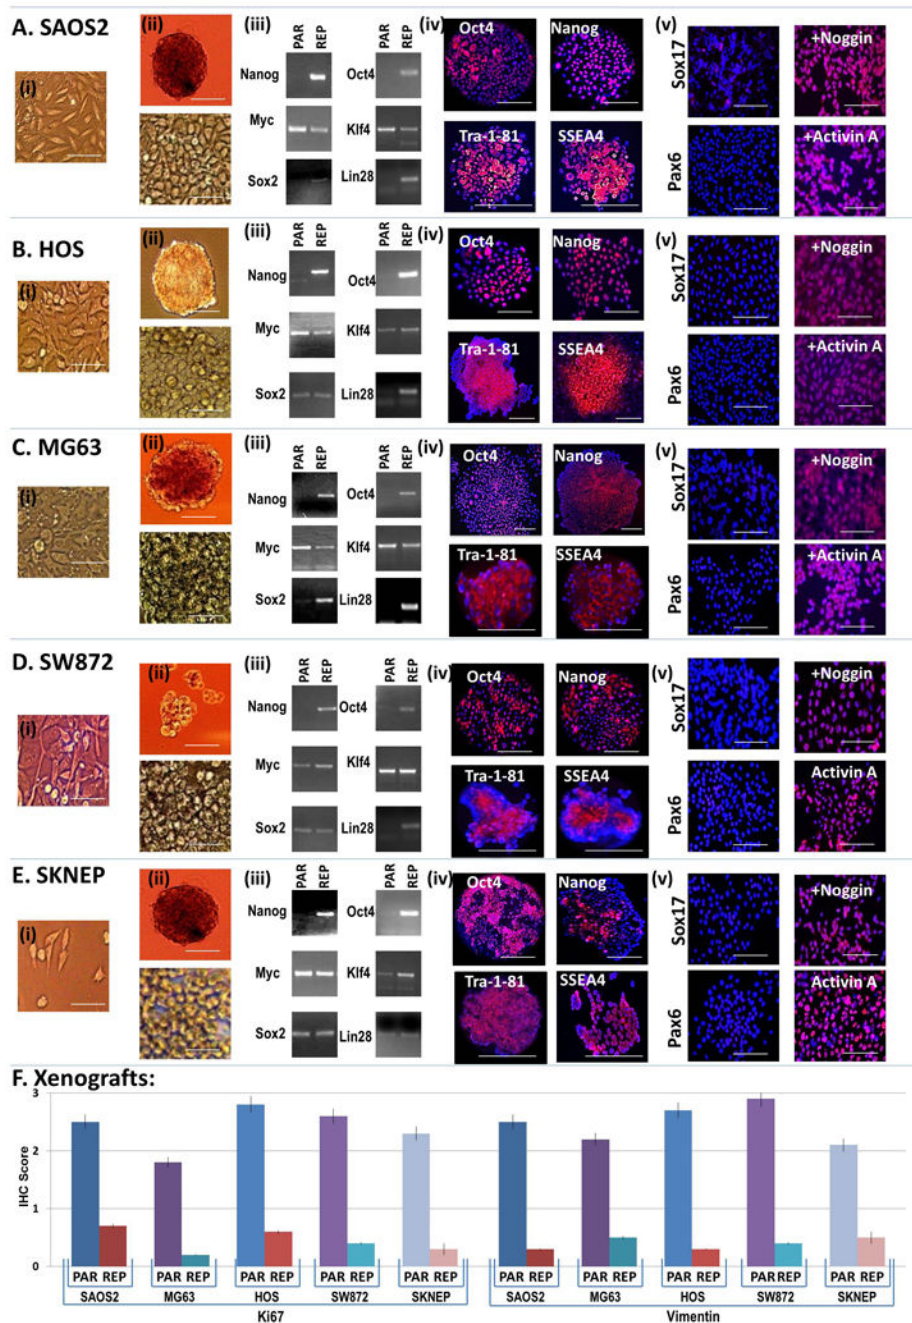 A. SAOS2
(i)
(ii)
(iii)
PAR REP
PAR REP
Nanog
Oct4
Myc
Klf4
Sox2
Lin28
(iv)
Oct4
Nanog
Tra-1-81
SSEA4
(v)
Sox17
+Noggin
Pax6
+Activin A
B. HOS
(i)
(ii)
(iii)
PAR REP
PAR REP
Nanog
Oct4
Myc
Klf4
Sox2
Lin28
(iv)
Oct4
Nanog
Tra-1-81
SSEA4
(v)
Sox17
+Noggin
Pax6
+Activin A
C. MG63
(i)
(ii)
(iii)
PAR REP
PAR REP
Nanog
Oct4
Myc
Klf4
Sox2
Lin28
(iv)
Oct4
Nanog
Tra-1-81
SSEA4
(v)
Sox17
+Noggin
Pax6
+Activin A
D. SW872
(i)
(ii)
(iii)
PAR REP
PAR REP
Nanog
Oct4
Myc
Klf4
Sox2
Lin28
(iv)
Oct4
Nanog
Tra-1-81
SSEA4
(v)
Sox17
+Noggin
Pax6
Activin A
E. SKNEP
(i)
(ii)
(iii)
PAR REP
PAR REP
Nanog
Oct4
Myc
Klf4
Sox2
Lin28
(iv)
Oct4
Nanog
Tra-1-81
SSEA4
(v)
Sox17
+Noggin
Pax6
Activin A
F. Xenografts:
IHC Score
3
2
1
0
PAR REP PAR REP PAR REP PAR REP PAR REP PAR REP PAR REP PAR REP PAR REP PAR REP
SAOS2 MG63 HOS SW872 SKNEP SAOS2 MG63 HOS SW872 SKNEP
Ki67 Vimentin